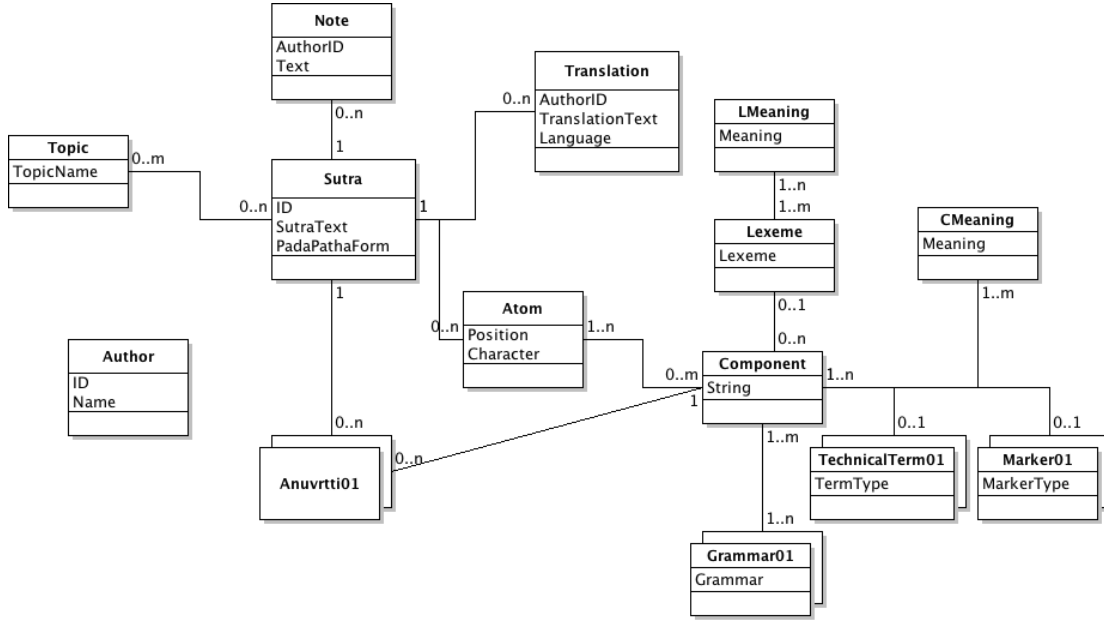 Note
AuthorID
Text
0..n
1
Topic
TopicName
0..m
0..n
Sutra
ID
SutraText
PadaPathaForm
1
1
Translation
AuthorID
TranslationText
Language
0..n
LMeaning
Meaning
1..n
1..m
Lexeme
Lexeme
0..1
0..n
CMeaning
Meaning
1..m
Atom
Position
Character
0..n
1..n
Author
ID
Name
Component
String
0..m
1
1..n
1..m
0..n
Anuvrtti01
0..n
0..1
TechnicalTerm01
TermType
0..1
Marker01
MarkerType
1..n
Grammar01
Grammar